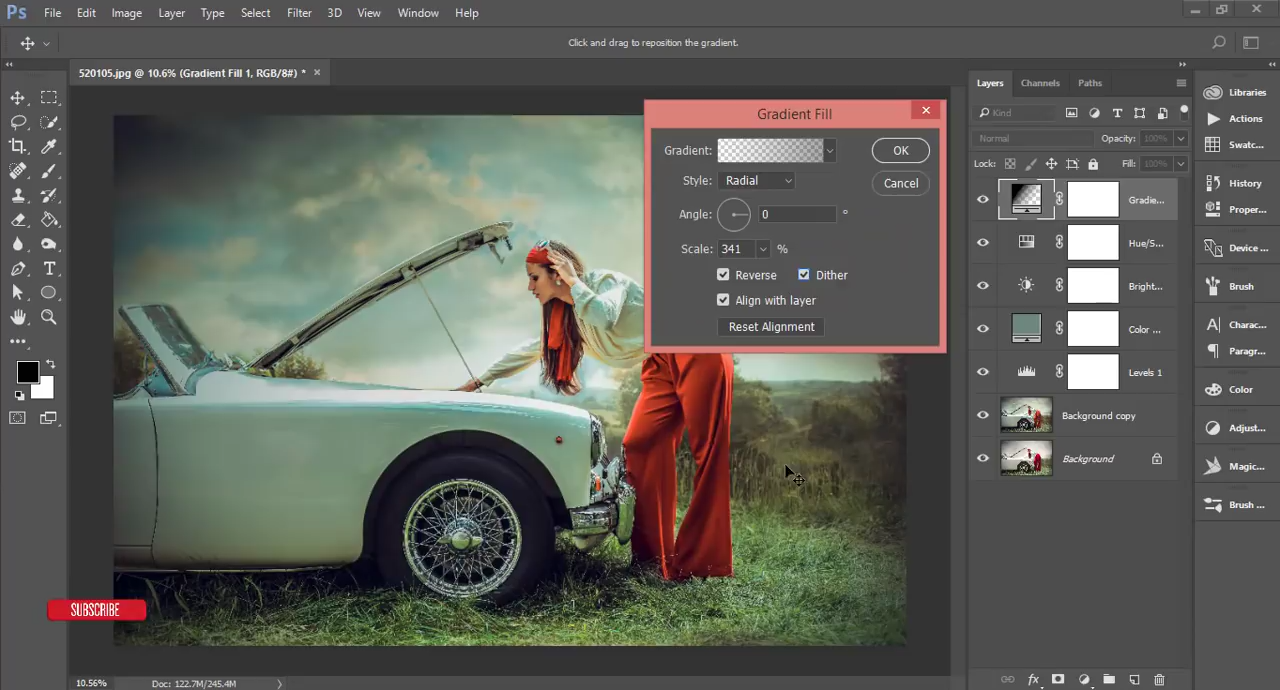 Ps File Edit Image Layer Type Select Filter 3D View Window Help
Click and drag to reposition the gradient.
520105.jpg @ 10.6% (Gradient Fill 1, RGB/8#) * ×
Gradient Fill
Gradient:
OK
Style: Radial
Cancel
Angle: 0 °
Scale: 341 %
Reverse Dither
Align with layer
Reset Alignment
Layers Channels Paths
Kind
Normal Opacity: 100%
Lock: Fill: 100%
Gradie...
Hue/S...
Bright...
Color ...
Levels 1
Background copy
Background
Libraries
Actions
Swatc...
History
Proper...
Device ...
Brush
Charac...
Paragr...
Color
Adjust...
Magic...
Brush ...
SUBSCRIBE
10.56% Doc: 122.7M/245.4M
fx